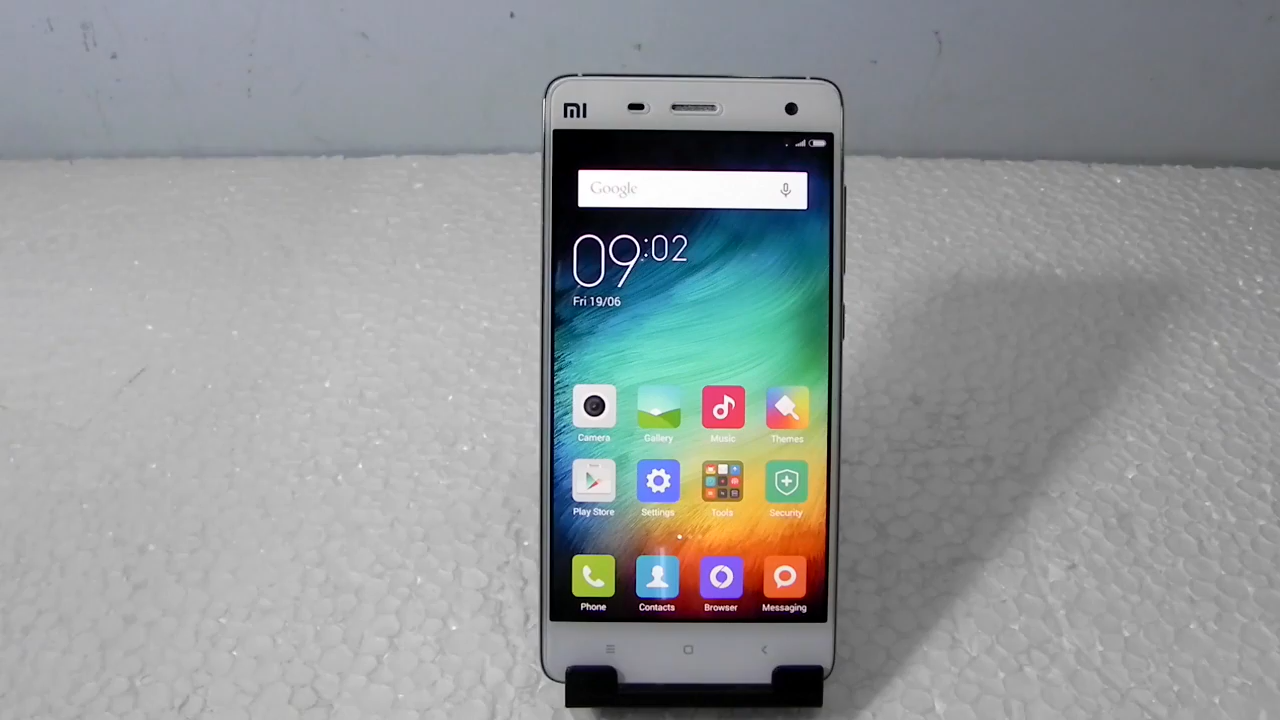 mi
Google
09:02
Fri 19/06
Camera Gallery Music Themes
Play Store Settings Tools Security
Phone Contacts Browser Messaging